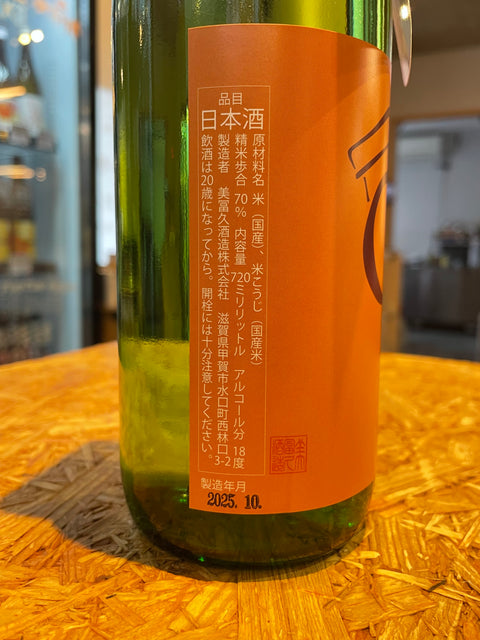 品目
日本酒
原材料名 米（国産）、米こうじ（国産米）
精米歩合 70% 内容量 720ミリリットル アルコール分 18度
製造者 美冨久酒造株式会社 滋賀県甲賀市水口町西林口3-2
飲酒は20歳になってから。開栓には十分注意してください。
製造年月
2025. 10.